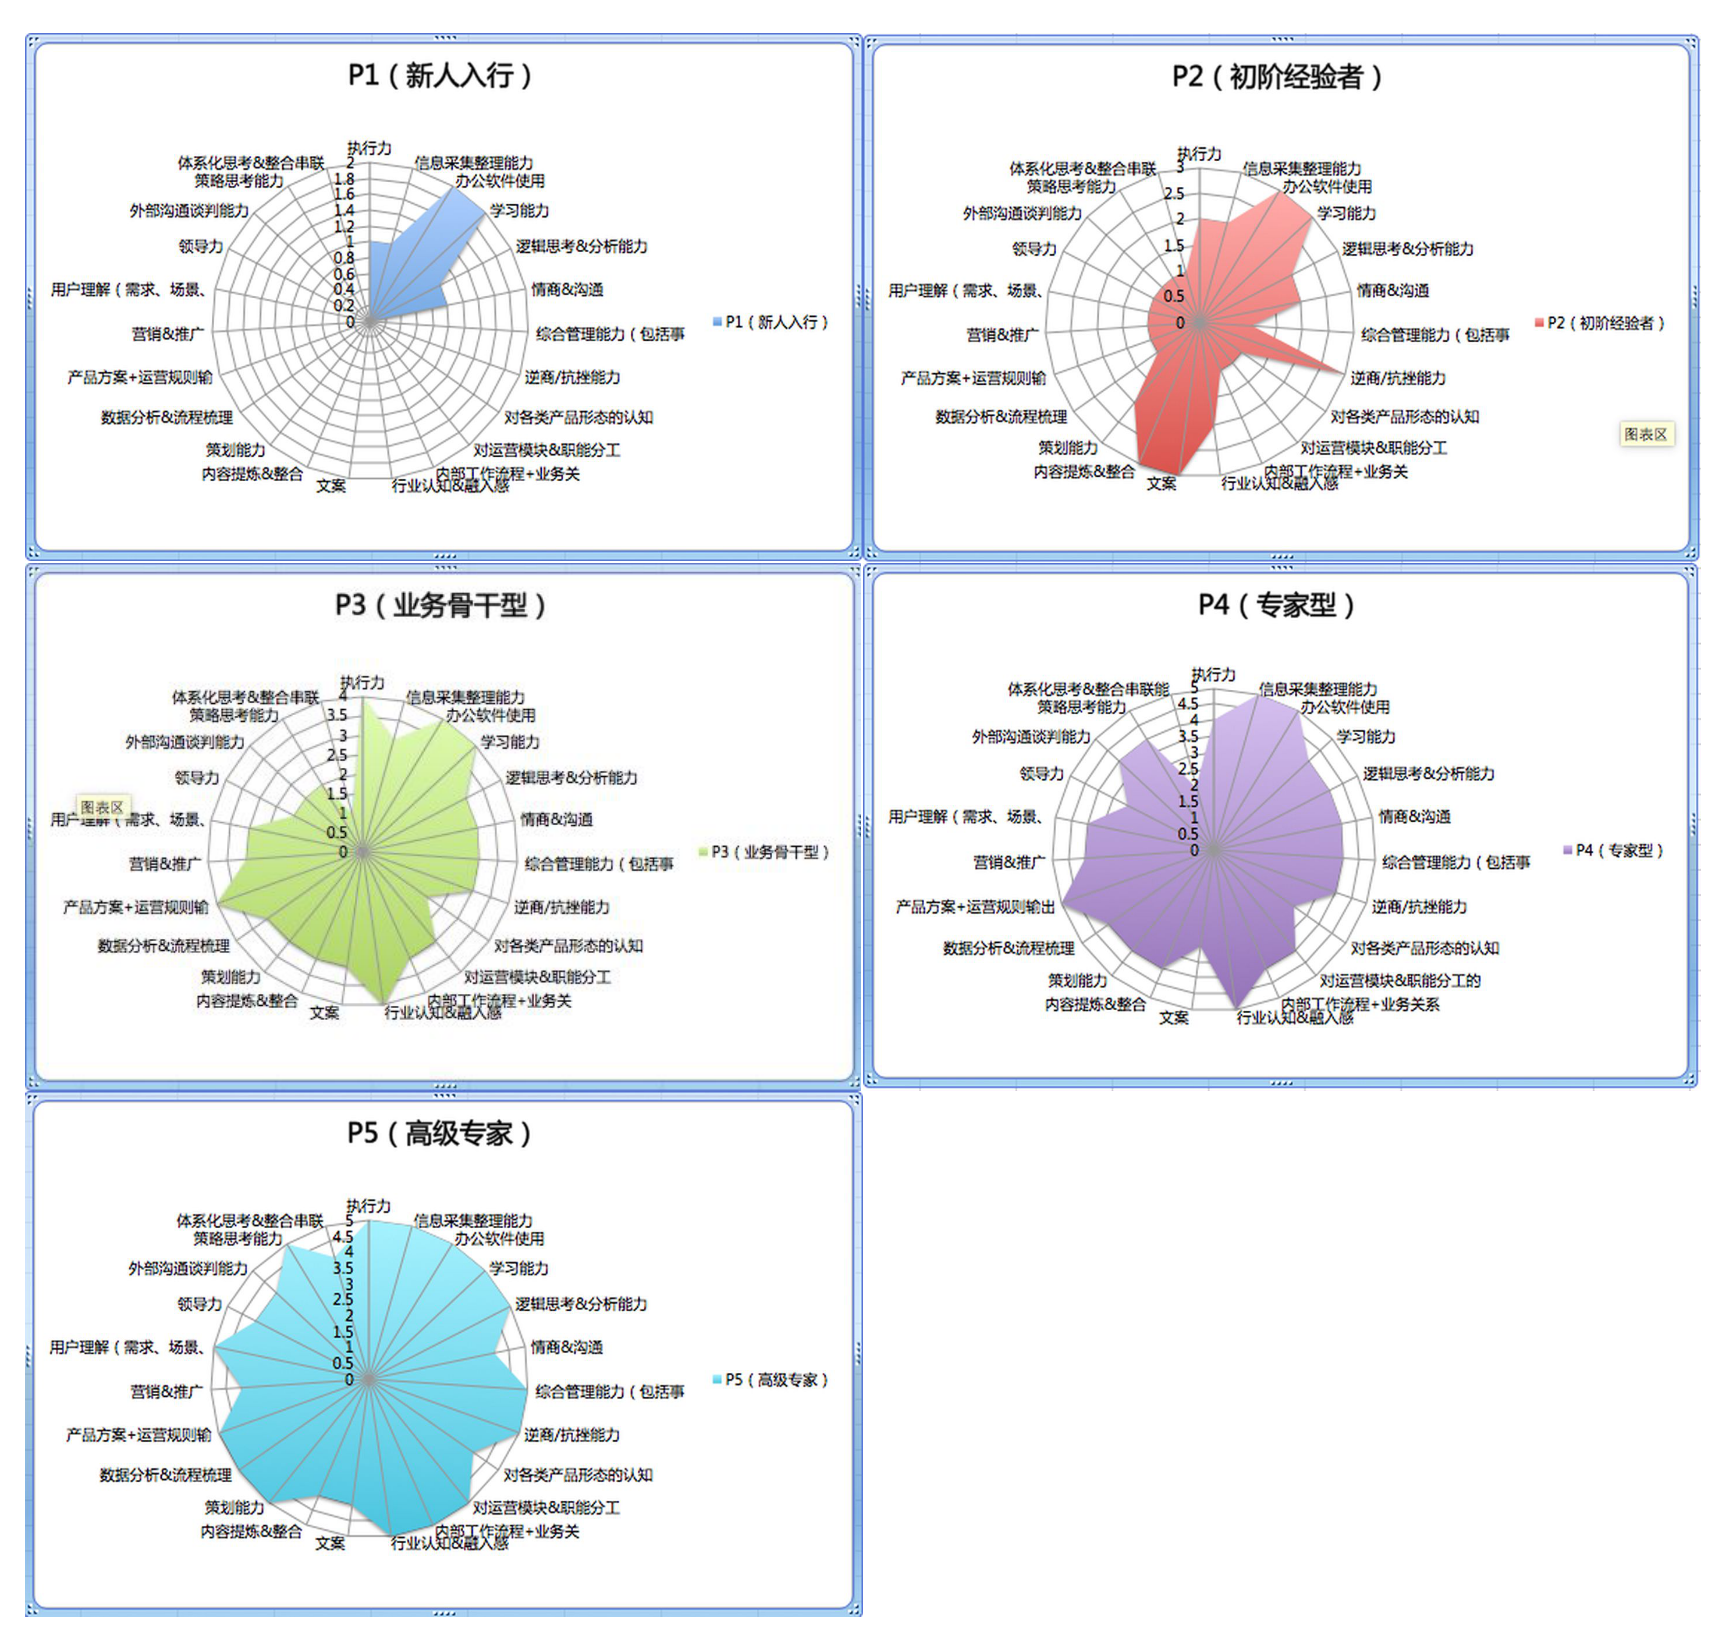 P1（新人入行）
执行力
信息采集整理能力
办公软件使用
学习能力
逻辑思考&分析能力
情商&沟通
综合管理能力（包括事
逆商/抗挫能力
对各类产品形态的认知
对运营模块&职能分工
内部工作流程+业务关
行业认知&融入感
文案
内容提炼&整合
策划能力
数据分析&流程梳理
产品方案+运营规则输
营销&推广
用户理解（需求、场景、
领导力
外部沟通谈判能力
策略思考能力
体系化思考&整合串联
2
1.8
1.6
1.4
1.2
1
0.8
0.6
0.4
0.2
0
P1（新人入行）
P2（初阶经验者）
执行力
信息采集整理能力
办公软件使用
学习能力
逻辑思考&分析能力
情商&沟通
综合管理能力（包括事
逆商/抗挫能力
对各类产品形态的认知
对运营模块&职能分工
内部工作流程+业务关
行业认知&融入感
文案
内容提炼&整合
策划能力
数据分析&流程梳理
产品方案+运营规则输
营销&推广
用户理解（需求、场景、
领导力
外部沟通谈判能力
策略思考能力
体系化思考&整合串联
3
2.5
2
1.5
1
0.5
0
P2（初阶经验者）
图表区
P3（业务骨干型）
执行力
信息采集整理能力
办公软件使用
学习能力
逻辑思考&分析能力
情商&沟通
综合管理能力（包括事
逆商/抗挫能力
对各类产品形态的认知
对运营模块&职能分工
内部工作流程+业务关
行业认知&融入感
文案
内容提炼&整合
策划能力
数据分析&流程梳理
产品方案+运营规则输
营销&推广
用户理解（需求、场景、
图表区
领导力
外部沟通谈判能力
策略思考能力
体系化思考&整合串联
4
3.5
3
2.5
2
1.5
1
0.5
0
P3（业务骨干型）
P4（专家型）
执行力
信息采集整理能力
办公软件使用
学习能力
逻辑思考&分析能力
情商&沟通
综合管理能力（包括事
逆商/抗挫能力
对各类产品形态的认知
对运营模块&职能分工的
内部工作流程+业务关系
行业认知&融入感
文案
内容提炼&整合
策划能力
数据分析&流程梳理
产品方案+运营规则输出
营销&推广
用户理解（需求、场景、
领导力
外部沟通谈判能力
策略思考能力
体系化思考&整合串联能
5
4.5
4
3.5
3
2.5
2
1.5
1
0.5
0
P4（专家型）
P5（高级专家）
执行力
信息采集整理能力
办公软件使用
学习能力
逻辑思考&分析能力
情商&沟通
综合管理能力（包括事
逆商/抗挫能力
对各类产品形态的认知
对运营模块&职能分工
内部工作流程+业务关
行业认知&融入感
文案
内容提炼&整合
策划能力
数据分析&流程梳理
产品方案+运营规则输
营销&推广
用户理解（需求、场景、
领导力
外部沟通谈判能力
策略思考能力
体系化思考&整合串联
5
4.5
4
3.5
3
2.5
2
1.5
1
0.5
0
P5（高级专家）